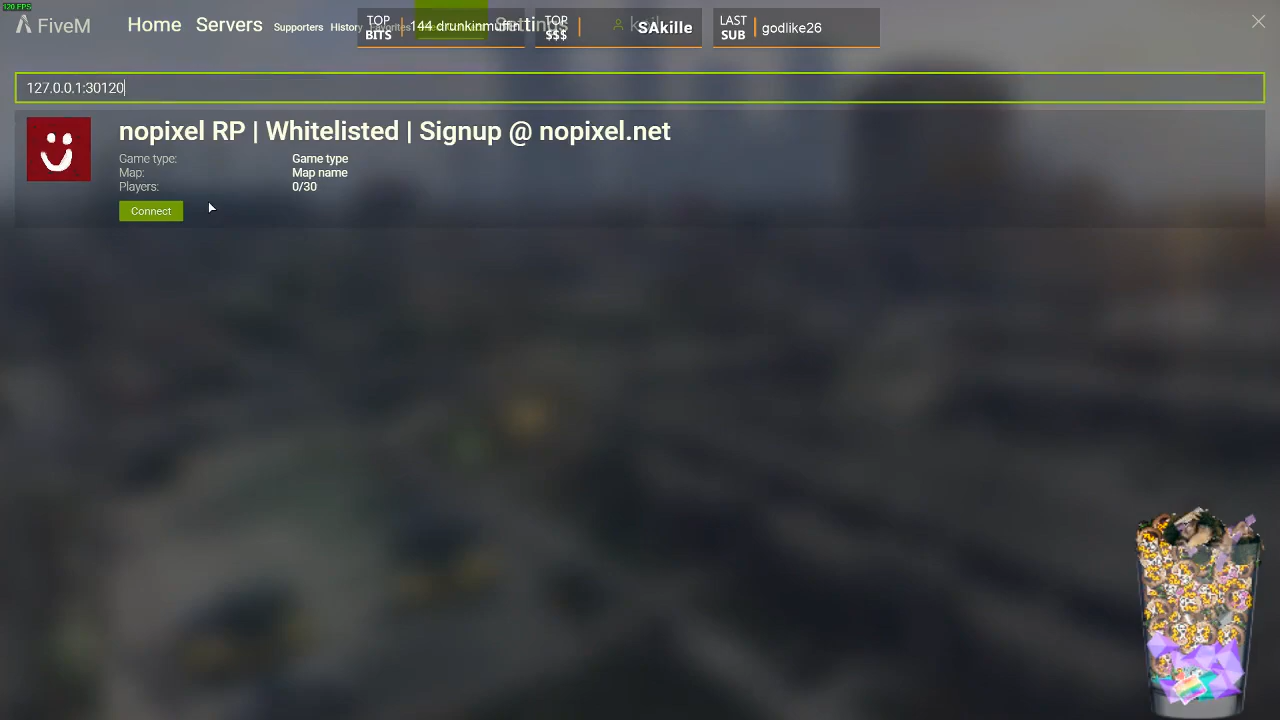 120 FPS
FiveM
Home
Servers
Supporters
History
Favorites
Settings
TOP BITS
144 drunkinmuffin
TOP $$$
SAkille
LAST SUB
godlike26
127.0.0.1:30120
nopixel RP | Whitelisted | Signup @ nopixel.net
Game type: Game type
Map: Map name
Players: 0/30
Connect